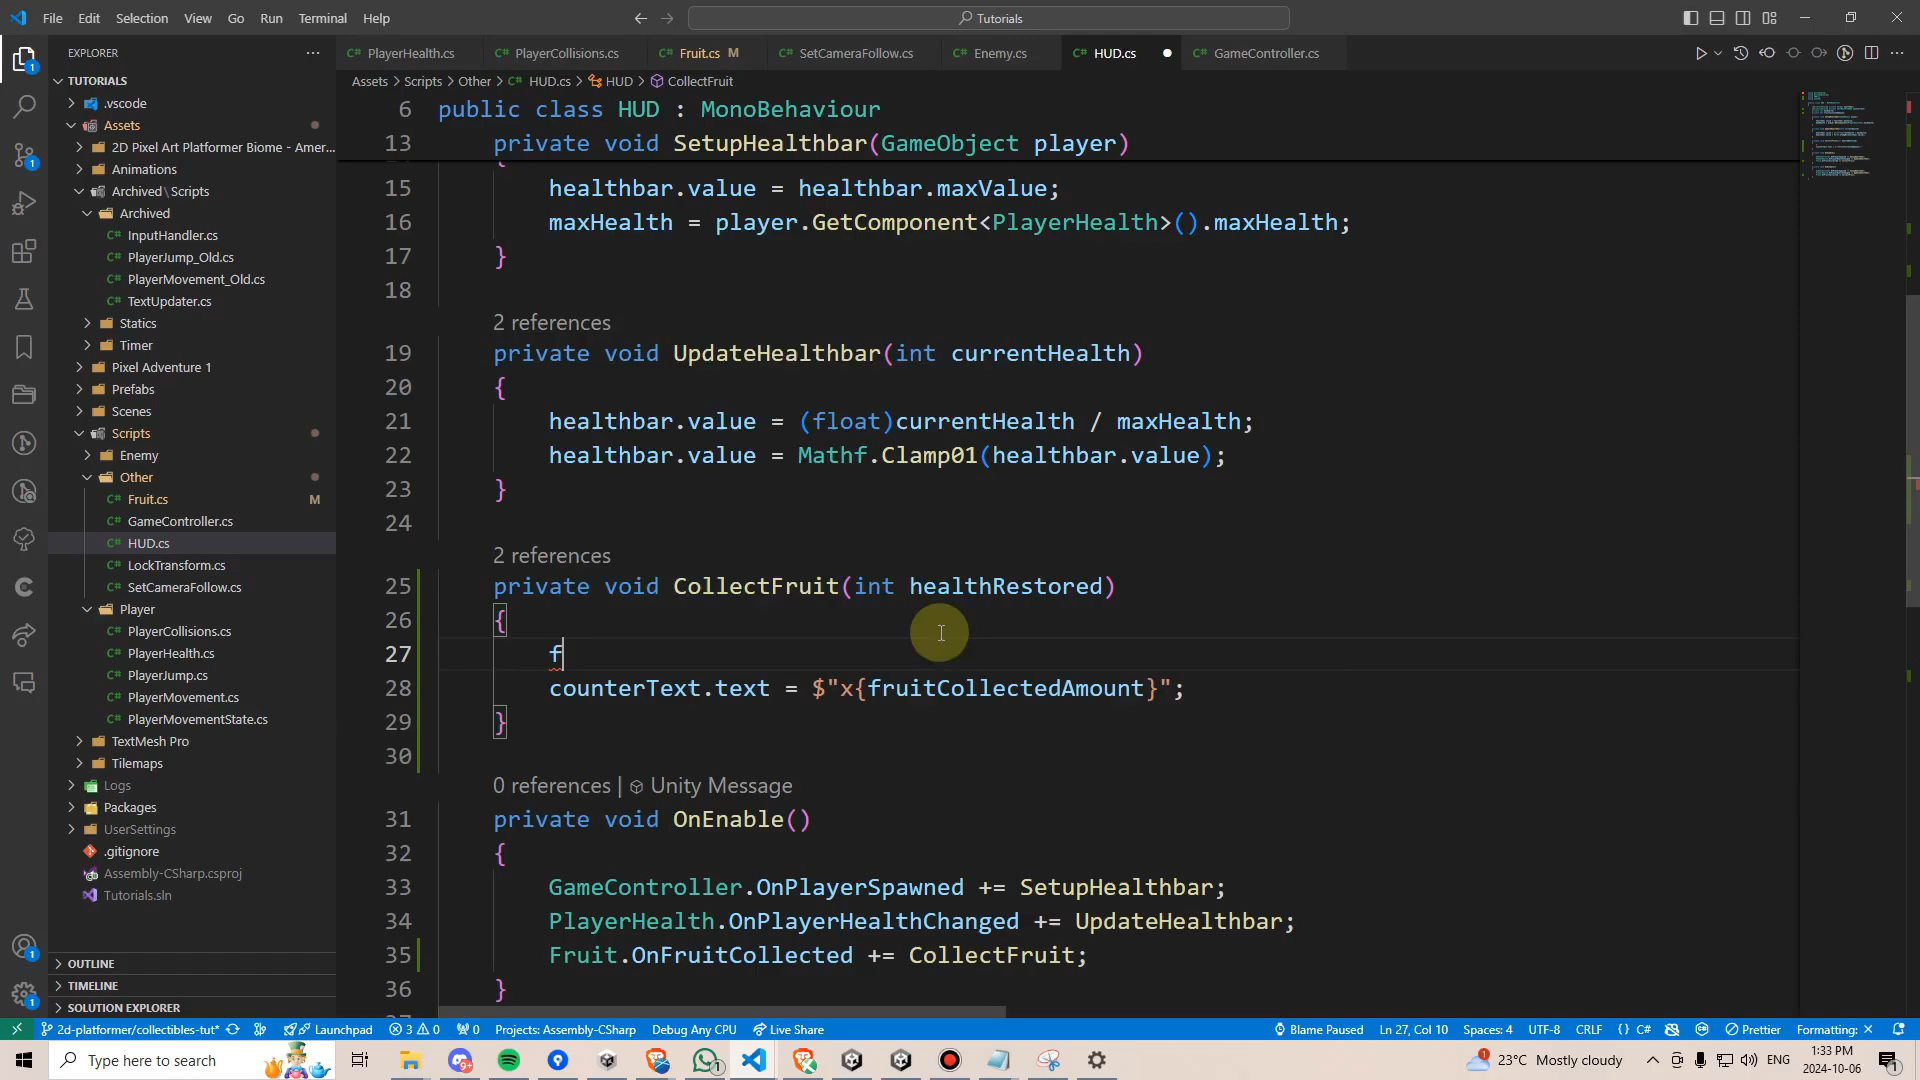 File Edit Selection View Go Run Terminal Help
Tutorials
EXPLORER
PlayerHealth.cs PlayerCollisions.cs Fruit.cs M SetCameraFollow.cs Enemy.cs HUD.cs GameController.cs
Assets > Scripts > Other > HUD.cs > HUD > CollectFruit
TUTORIALS
.vscode
Assets
2D Pixel Art Platformer Biome - Amer...
Animations
Archived \ Scripts
Archived
InputHandler.cs
PlayerJump_Old.cs
PlayerMovement_Old.cs
TextUpdater.cs
Statics
Timer
Pixel Adventure 1
Prefabs
Scenes
Scripts
Enemy
Other
Fruit.cs M
GameController.cs
HUD.cs
LockTransform.cs
SetCameraFollow.cs
Player
PlayerCollisions.cs
PlayerHealth.cs
PlayerJump.cs
PlayerMovement.cs
PlayerMovementState.cs
TextMesh Pro
Tilemaps
Logs
Packages
UserSettings
.gitignore
Assembly-CSharp.csproj
Tutorials.sln
OUTLINE
TIMELINE
SOLUTION EXPLORER
6 public class HUD : MonoBehaviour
13 private void SetupHealthbar(GameObject player)
15 healthbar.value = healthbar.maxValue;
16 maxHealth = player.GetComponent<PlayerHealth>().maxHealth;
17 }
18
2 references
19 private void UpdateHealthbar(int currentHealth)
20 {
21 healthbar.value = (float)currentHealth / maxHealth;
22 healthbar.value = Mathf.Clamp01(healthbar.value);
23 }
24
2 references
25 private void CollectFruit(int healthRestored)
26 {
27 f
28 counterText.text = $"x{fruitCollectedAmount}";
29 }
30
0 references | Unity Message
31 private void OnEnable()
32 {
33 GameController.OnPlayerSpawned += SetupHealthbar;
34 PlayerHealth.OnPlayerHealthChanged += UpdateHealthbar;
35 Fruit.OnFruitCollected += CollectFruit;
36 }
2d-platformer/collectibles-tut* Launchpad 3 0 0 Projects: Assembly-CSharp Debug Any CPU Live Share Blame Paused Ln 27, Col 10 Spaces: 4 UTF-8 CRLF { } C# Prettier Formatting: ×
Type here to search 23°C Mostly cloudy ENG 1:33 PM
2024-10-06